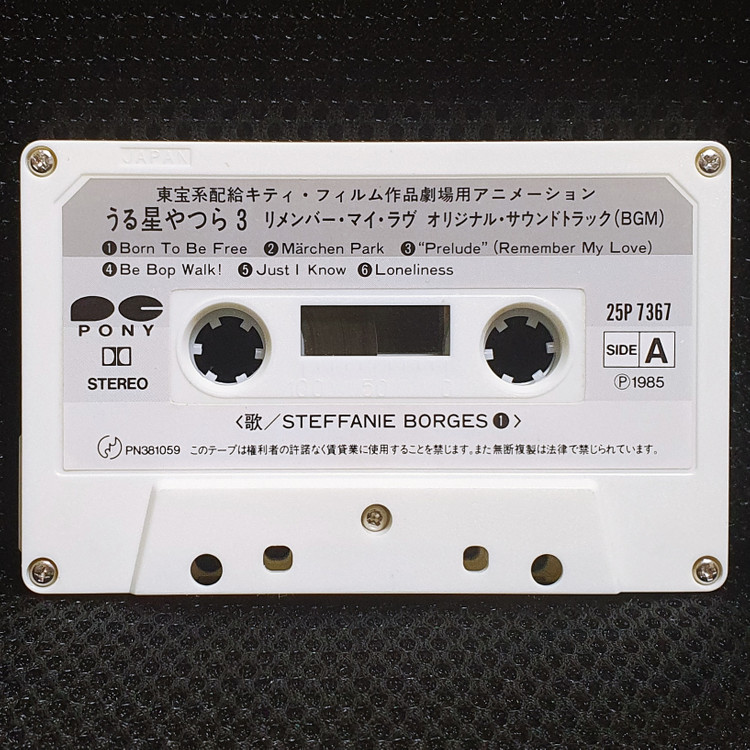 JAPAN
東宝系配給キティ・フィルム作品劇場用アニメーション
うる星やつら3 リメンバー・マイ・ラヴ オリジナル・サウンドトラック(BGM)
❶Born To Be Free ❷Märchen Park ❸"Prelude" (Remember My Love)
❹Be Bop Walk! ❺Just I Know ❻Loneliness
PONY
STEREO
25P 7367
SIDE A
Ⓟ1985
〈歌／STEFFANIE BORGES❶〉
PN381059 このテープは権利者の許諾なく賃貸業に使用することを禁じます。また無断複製は法律で禁じられています。